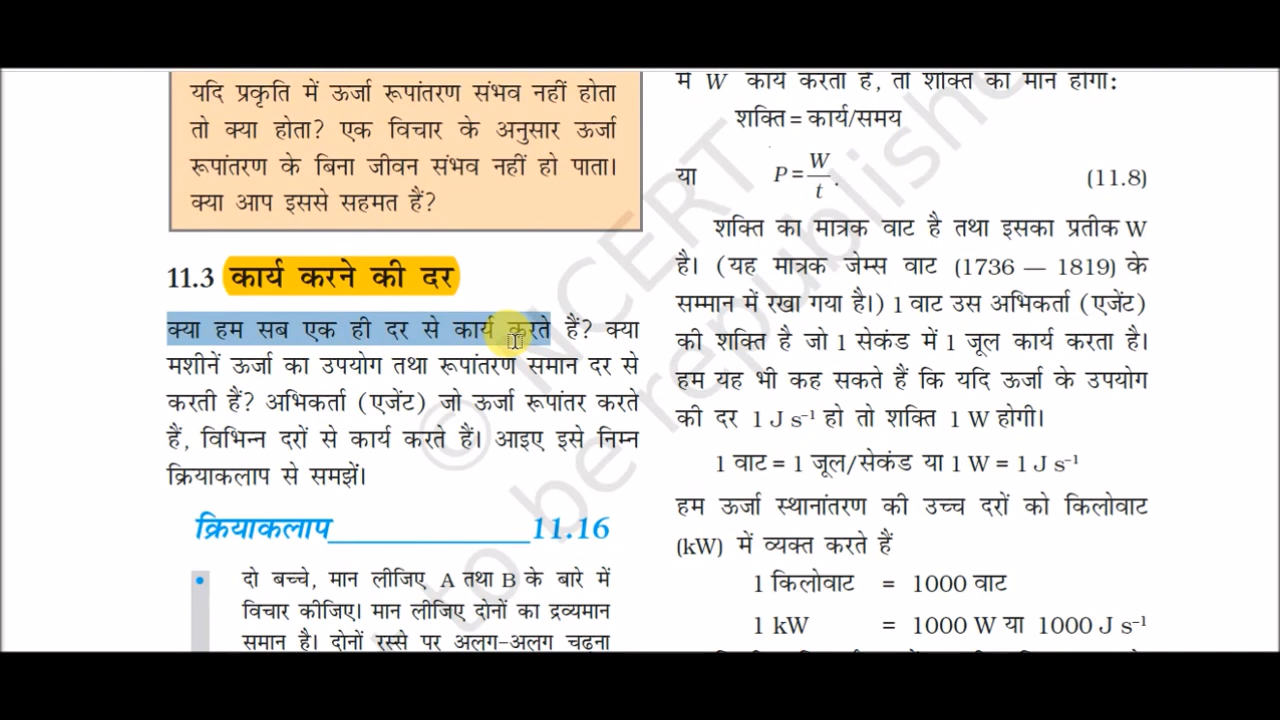 यदि प्रकृति में ऊर्जा रूपांतरण संभव नहीं होता
तो क्या होता? एक विचार के अनुसार ऊर्जा
रूपांतरण के बिना जीवन संभव नहीं हो पाता।
क्या आप इससे सहमत हैं?
11.3 कार्य करने की दर
क्या हम सब एक ही दर से कार्य करते हैं? क्या
मशीनें ऊर्जा का उपयोग तथा रूपांतरण समान दर से
करती हैं? अभिकर्ता (एजेंट) जो ऊर्जा रूपांतर करते
हैं, विभिन्न दरों से कार्य करते हैं। आइए इसे निम्न
क्रियाकलाप से समझें।
क्रियाकलाप ____________ 11.16
• दो बच्चे, मान लीजिए A तथा B के बारे में
विचार कीजिए। मान लीजिए दोनों का द्रव्यमान
समान है। दोनों रस्से पर अलग-अलग चढ़ना
में W कार्य करता है, तो शक्ति का मान होगा:
शक्ति = कार्य/समय
या P = W/t. (11.8)
शक्ति का मात्रक वाट है तथा इसका प्रतीक W
है। (यह मात्रक जेम्स वाट (1736 — 1819) के
सम्मान में रखा गया है।) 1 वाट उस अभिकर्ता (एजेंट)
की शक्ति है जो 1 सेकंड में 1 जूल कार्य करता है।
हम यह भी कह सकते हैं कि यदि ऊर्जा के उपयोग
की दर 1 J s⁻¹ हो तो शक्ति 1 W होगी।
1 वाट = 1 जूल/सेकंड या 1 W = 1 J s⁻¹
हम ऊर्जा स्थानांतरण की उच्च दरों को किलोवाट
(kW) में व्यक्त करते हैं
1 किलोवाट = 1000 वाट
1 kW = 1000 W या 1000 J s⁻¹
© NCERT
to be republishe